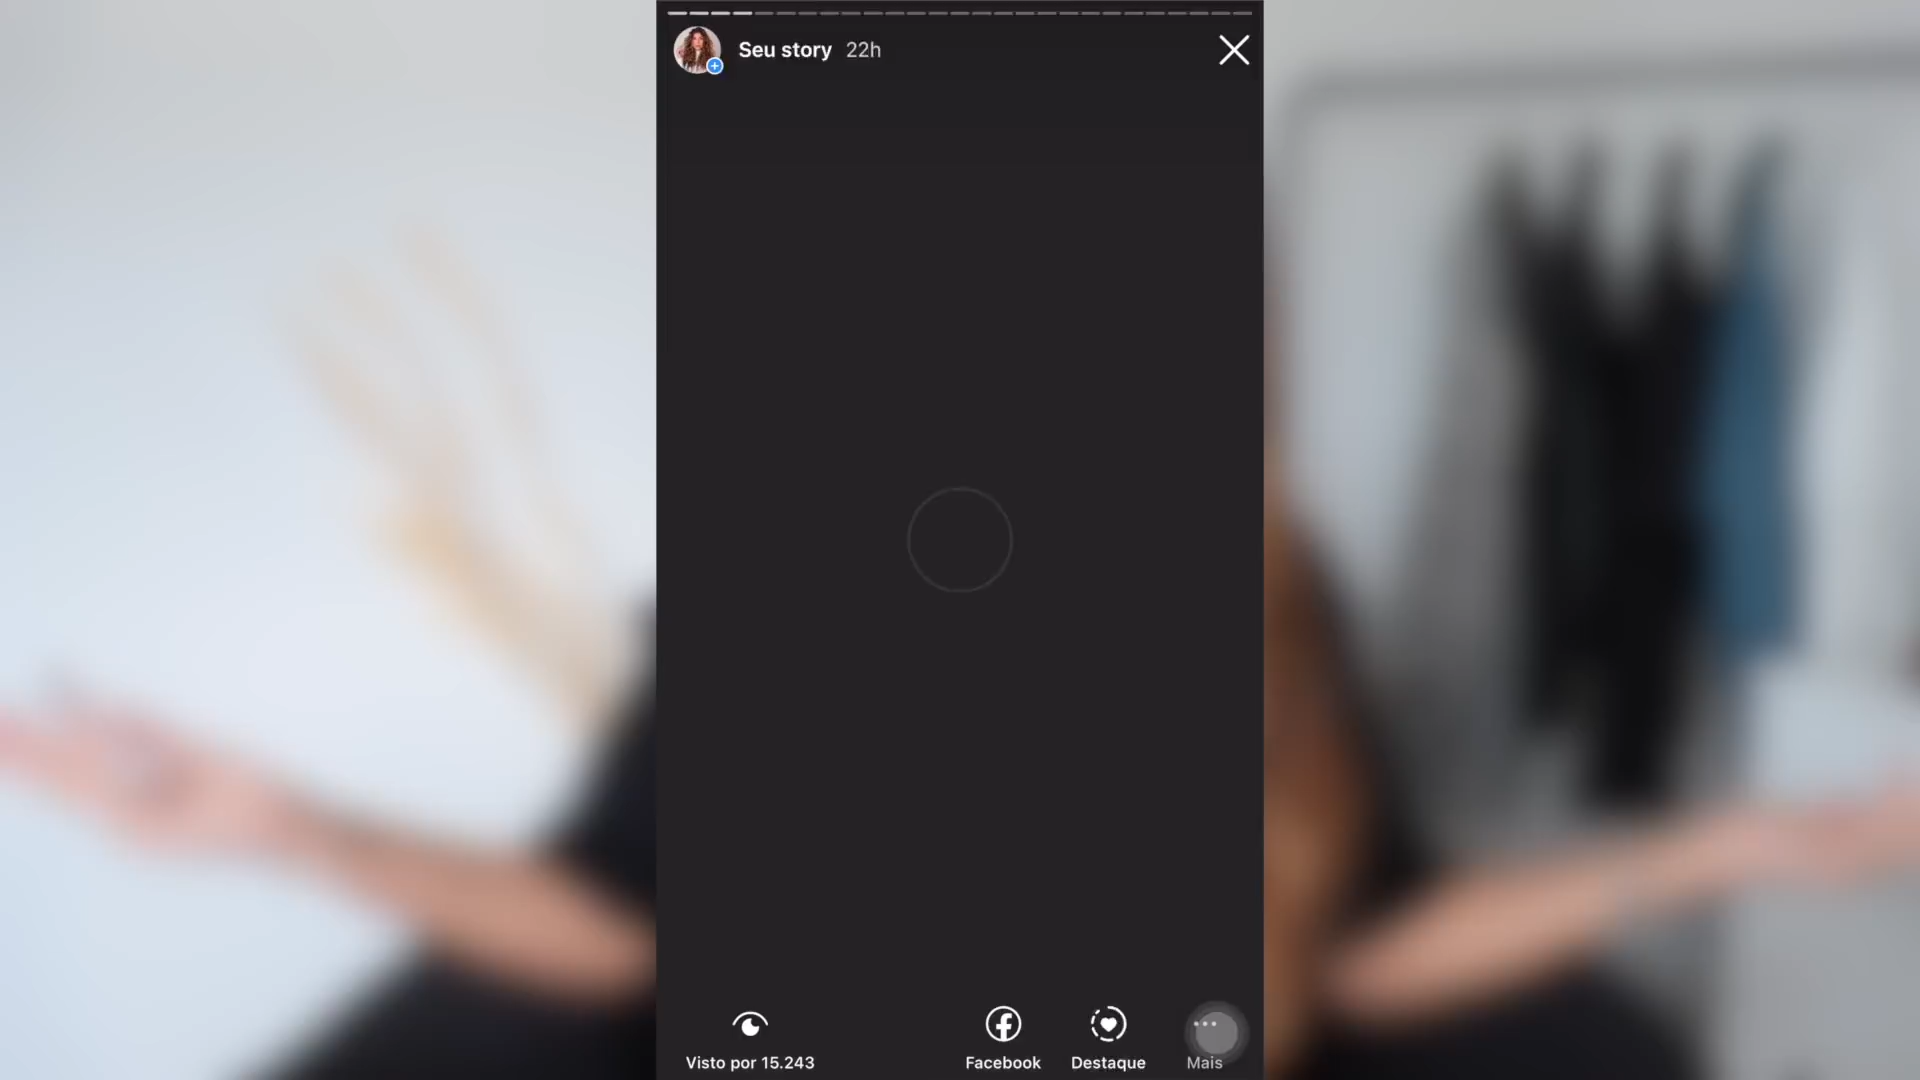 Seu story 22h
Visto por 15.243
Facebook
Destaque
Mais